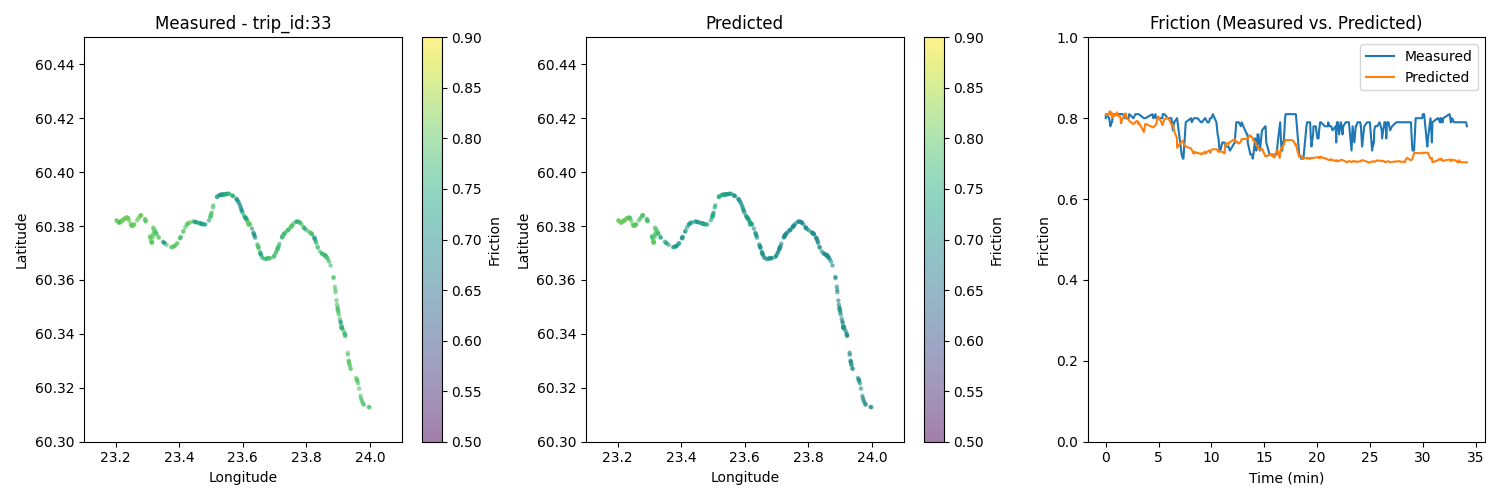 Measured - trip_id:33
60.44
60.42
60.40
60.38
60.36
60.34
60.32
60.30
Latitude
23.2 23.4 23.6 23.8 24.0
Longitude
0.90
0.85
0.80
0.75
0.70
0.65
0.60
0.55
0.50
Friction
Predicted
60.44
60.42
60.40
60.38
60.36
60.34
60.32
60.30
Latitude
23.2 23.4 23.6 23.8 24.0
Longitude
0.90
0.85
0.80
0.75
0.70
0.65
0.60
0.55
0.50
Friction
Friction (Measured vs. Predicted)
Measured
Predicted
1.0
0.8
0.6
0.4
0.2
0.0
Friction
0 5 10 15 20 25 30 35
Time (min)